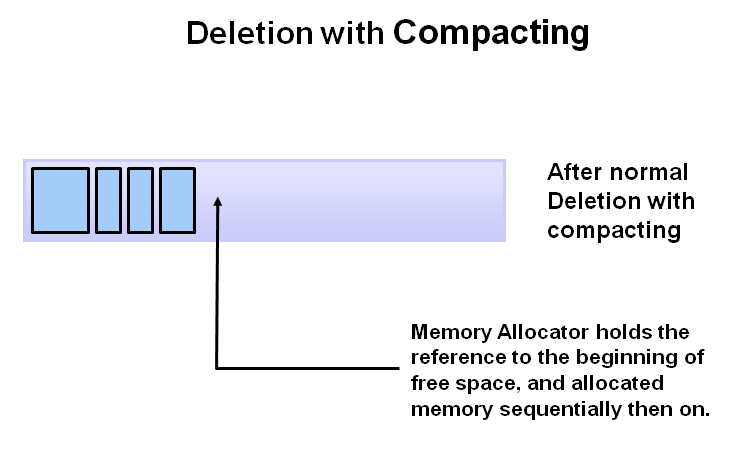 Deletion with Compacting
After normal
Deletion with
compacting
Memory Allocator holds the
reference to the beginning of
free space, and allocated
memory sequentially then on.